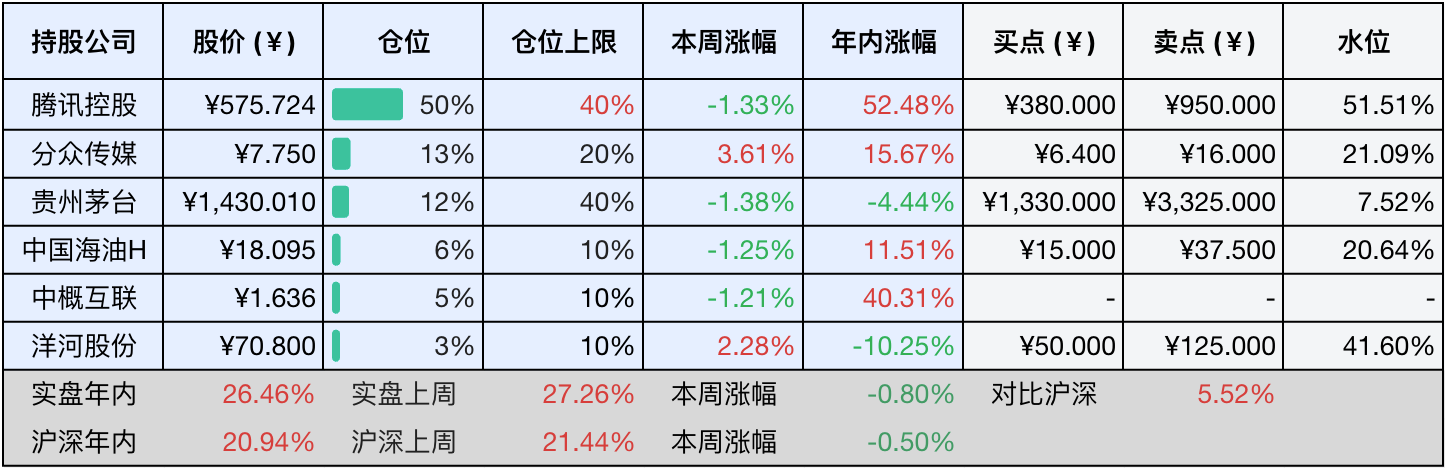 持股公司 股价 (¥) 仓位 仓位上限 本周涨幅 年内涨幅 买点 (¥) 卖点 (¥) 水位
腾讯控股 ¥575.724 50% 40% -1.33% 52.48% ¥380.000 ¥950.000 51.51%
分众传媒 ¥7.750 13% 20% 3.61% 15.67% ¥6.400 ¥16.000 21.09%
贵州茅台 ¥1,430.010 12% 40% -1.38% -4.44% ¥1,330.000 ¥3,325.000 7.52%
中国海油H ¥18.095 6% 10% -1.25% 11.51% ¥15.000 ¥37.500 20.64%
中概互联 ¥1.636 5% 10% -1.21% 40.31% - - -
洋河股份 ¥70.800 3% 10% 2.28% -10.25% ¥50.000 ¥125.000 41.60%
实盘年内 26.46% 实盘上周 27.26% 本周涨幅 -0.80% 对比沪深 5.52%
沪深年内 20.94% 沪深上周 21.44% 本周涨幅 -0.50%